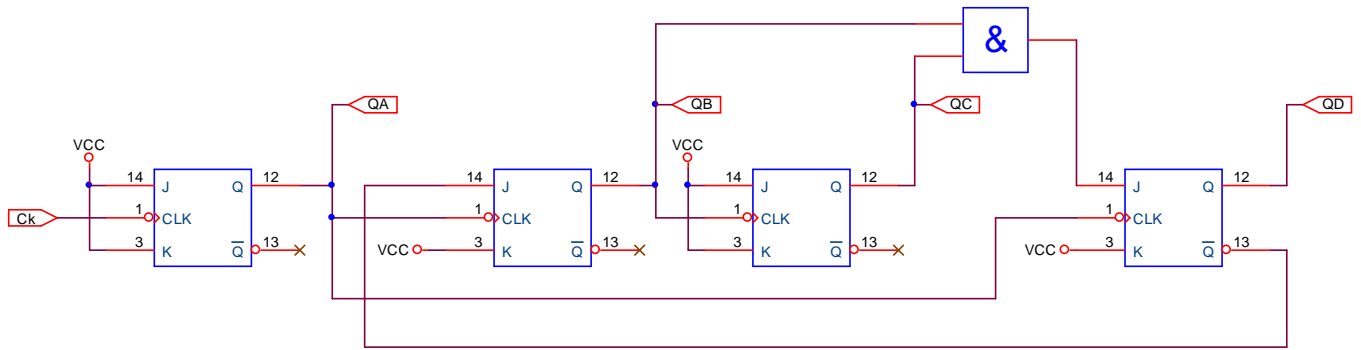 &
QA
QB
QC
QD
VCC
VCC
14 J Q 12
14 J Q 12
14 J Q 12
14 J Q 12
Ck
1 CLK
1 CLK
1 CLK
1 CLK
3 K Q 13
VCC 3 K Q 13
3 K Q 13
VCC 3 K Q 13